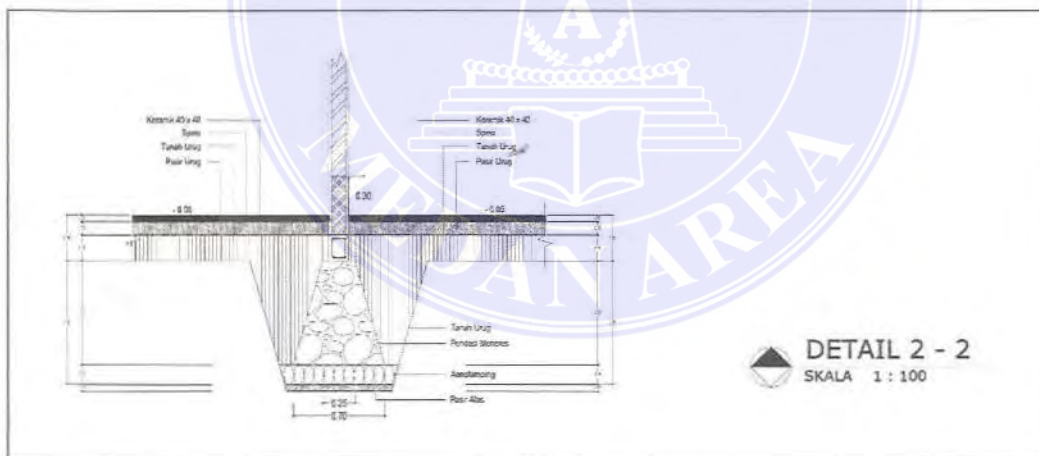 A
MEDAN AREA
Keramik 40 x 40
Spesi
Tanah Urug
Pasir Urug
Keramik 40 x 40
Spesi
Tanah Urug
Pasir Urug
0.30
- 0.05
- 0.05
Tanah Urug
Pondasi Menerus
Aanstamping
Pasir Alas
0.25
0.70
DETAIL 2 - 2
SKALA 1 : 100